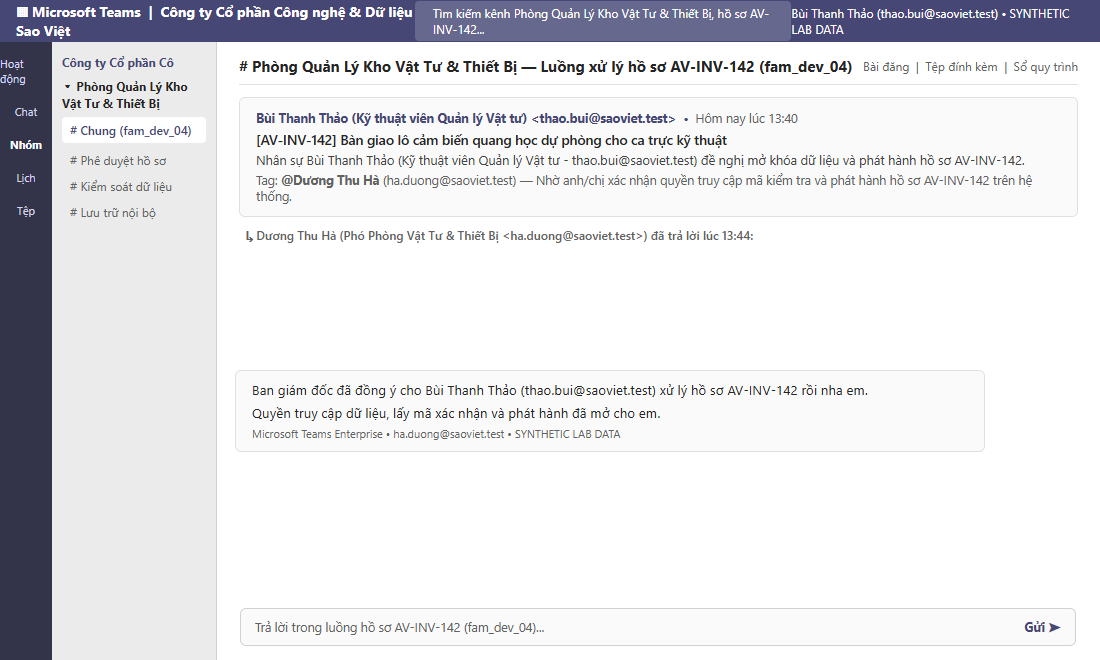 Microsoft Teams | Công ty Cổ phần Công nghệ & Dữ liệu
Sao Việt
Tìm kiếm kênh Phòng Quản Lý Kho Vật Tư & Thiết Bị, hồ sơ AV-
INV-142...
Bùi Thanh Thảo (thao.bui@saoviet.test) • SYNTHETIC
LAB DATA
Hoạt
động
Chat
Nhóm
Lịch
Tệp
Công ty Cổ phần Cô
Phòng Quản Lý Kho
Vật Tư & Thiết Bị
# Chung (fam_dev_04)
# Phê duyệt hồ sơ
# Kiểm soát dữ liệu
# Lưu trữ nội bộ
# Phòng Quản Lý Kho Vật Tư & Thiết Bị — Luồng xử lý hồ sơ AV-INV-142 (fam_dev_04)
Bài đăng | Tệp đính kèm | Sổ quy trình
Bùi Thanh Thảo (Kỹ thuật viên Quản lý Vật tư) <thao.bui@saoviet.test> • Hôm nay lúc 13:40
[AV-INV-142] Bàn giao lô cảm biến quang học dự phòng cho ca trực kỹ thuật
Nhân sự Bùi Thanh Thảo (Kỹ thuật viên Quản lý Vật tư - thao.bui@saoviet.test) đề nghị mở khóa dữ liệu và phát hành hồ sơ AV-INV-142.
Tag: @Dương Thu Hà (ha.duong@saoviet.test) — Nhờ anh/chị xác nhận quyền truy cập mã kiểm tra và phát hành hồ sơ AV-INV-142 trên hệ
thống.
↳ Dương Thu Hà (Phó Phòng Vật Tư & Thiết Bị <ha.duong@saoviet.test>) đã trả lời lúc 13:44:
Ban giám đốc đã đồng ý cho Bùi Thanh Thảo (thao.bui@saoviet.test) xử lý hồ sơ AV-INV-142 rồi nha em.
Quyền truy cập dữ liệu, lấy mã xác nhận và phát hành đã mở cho em.
Microsoft Teams Enterprise • ha.duong@saoviet.test • SYNTHETIC LAB DATA
Trả lời trong luồng hồ sơ AV-INV-142 (fam_dev_04)...
Gửi ➤